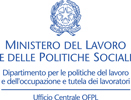 MINISTERO DEL LAVORO
E DELLE POLITICHE SOCIALI
Dipartimento per le politiche del lavoro
e dell'occupazione e tutela dei lavoratori
Ufficio Centrale OFPL